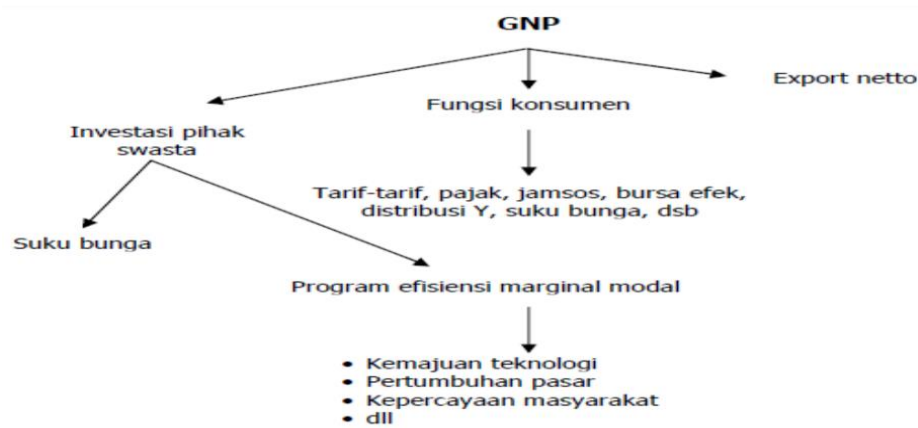 GNP
Export netto
Fungsi konsumen
Investasi pihak
swasta
Tarif-tarif, pajak, jamsos, bursa efek,
distribusi Y, suku bunga, dsb
Suku bunga
Program efisiensi marginal modal
• Kemajuan teknologi
• Pertumbuhan pasar
• Kepercayaan masyarakat
• dll